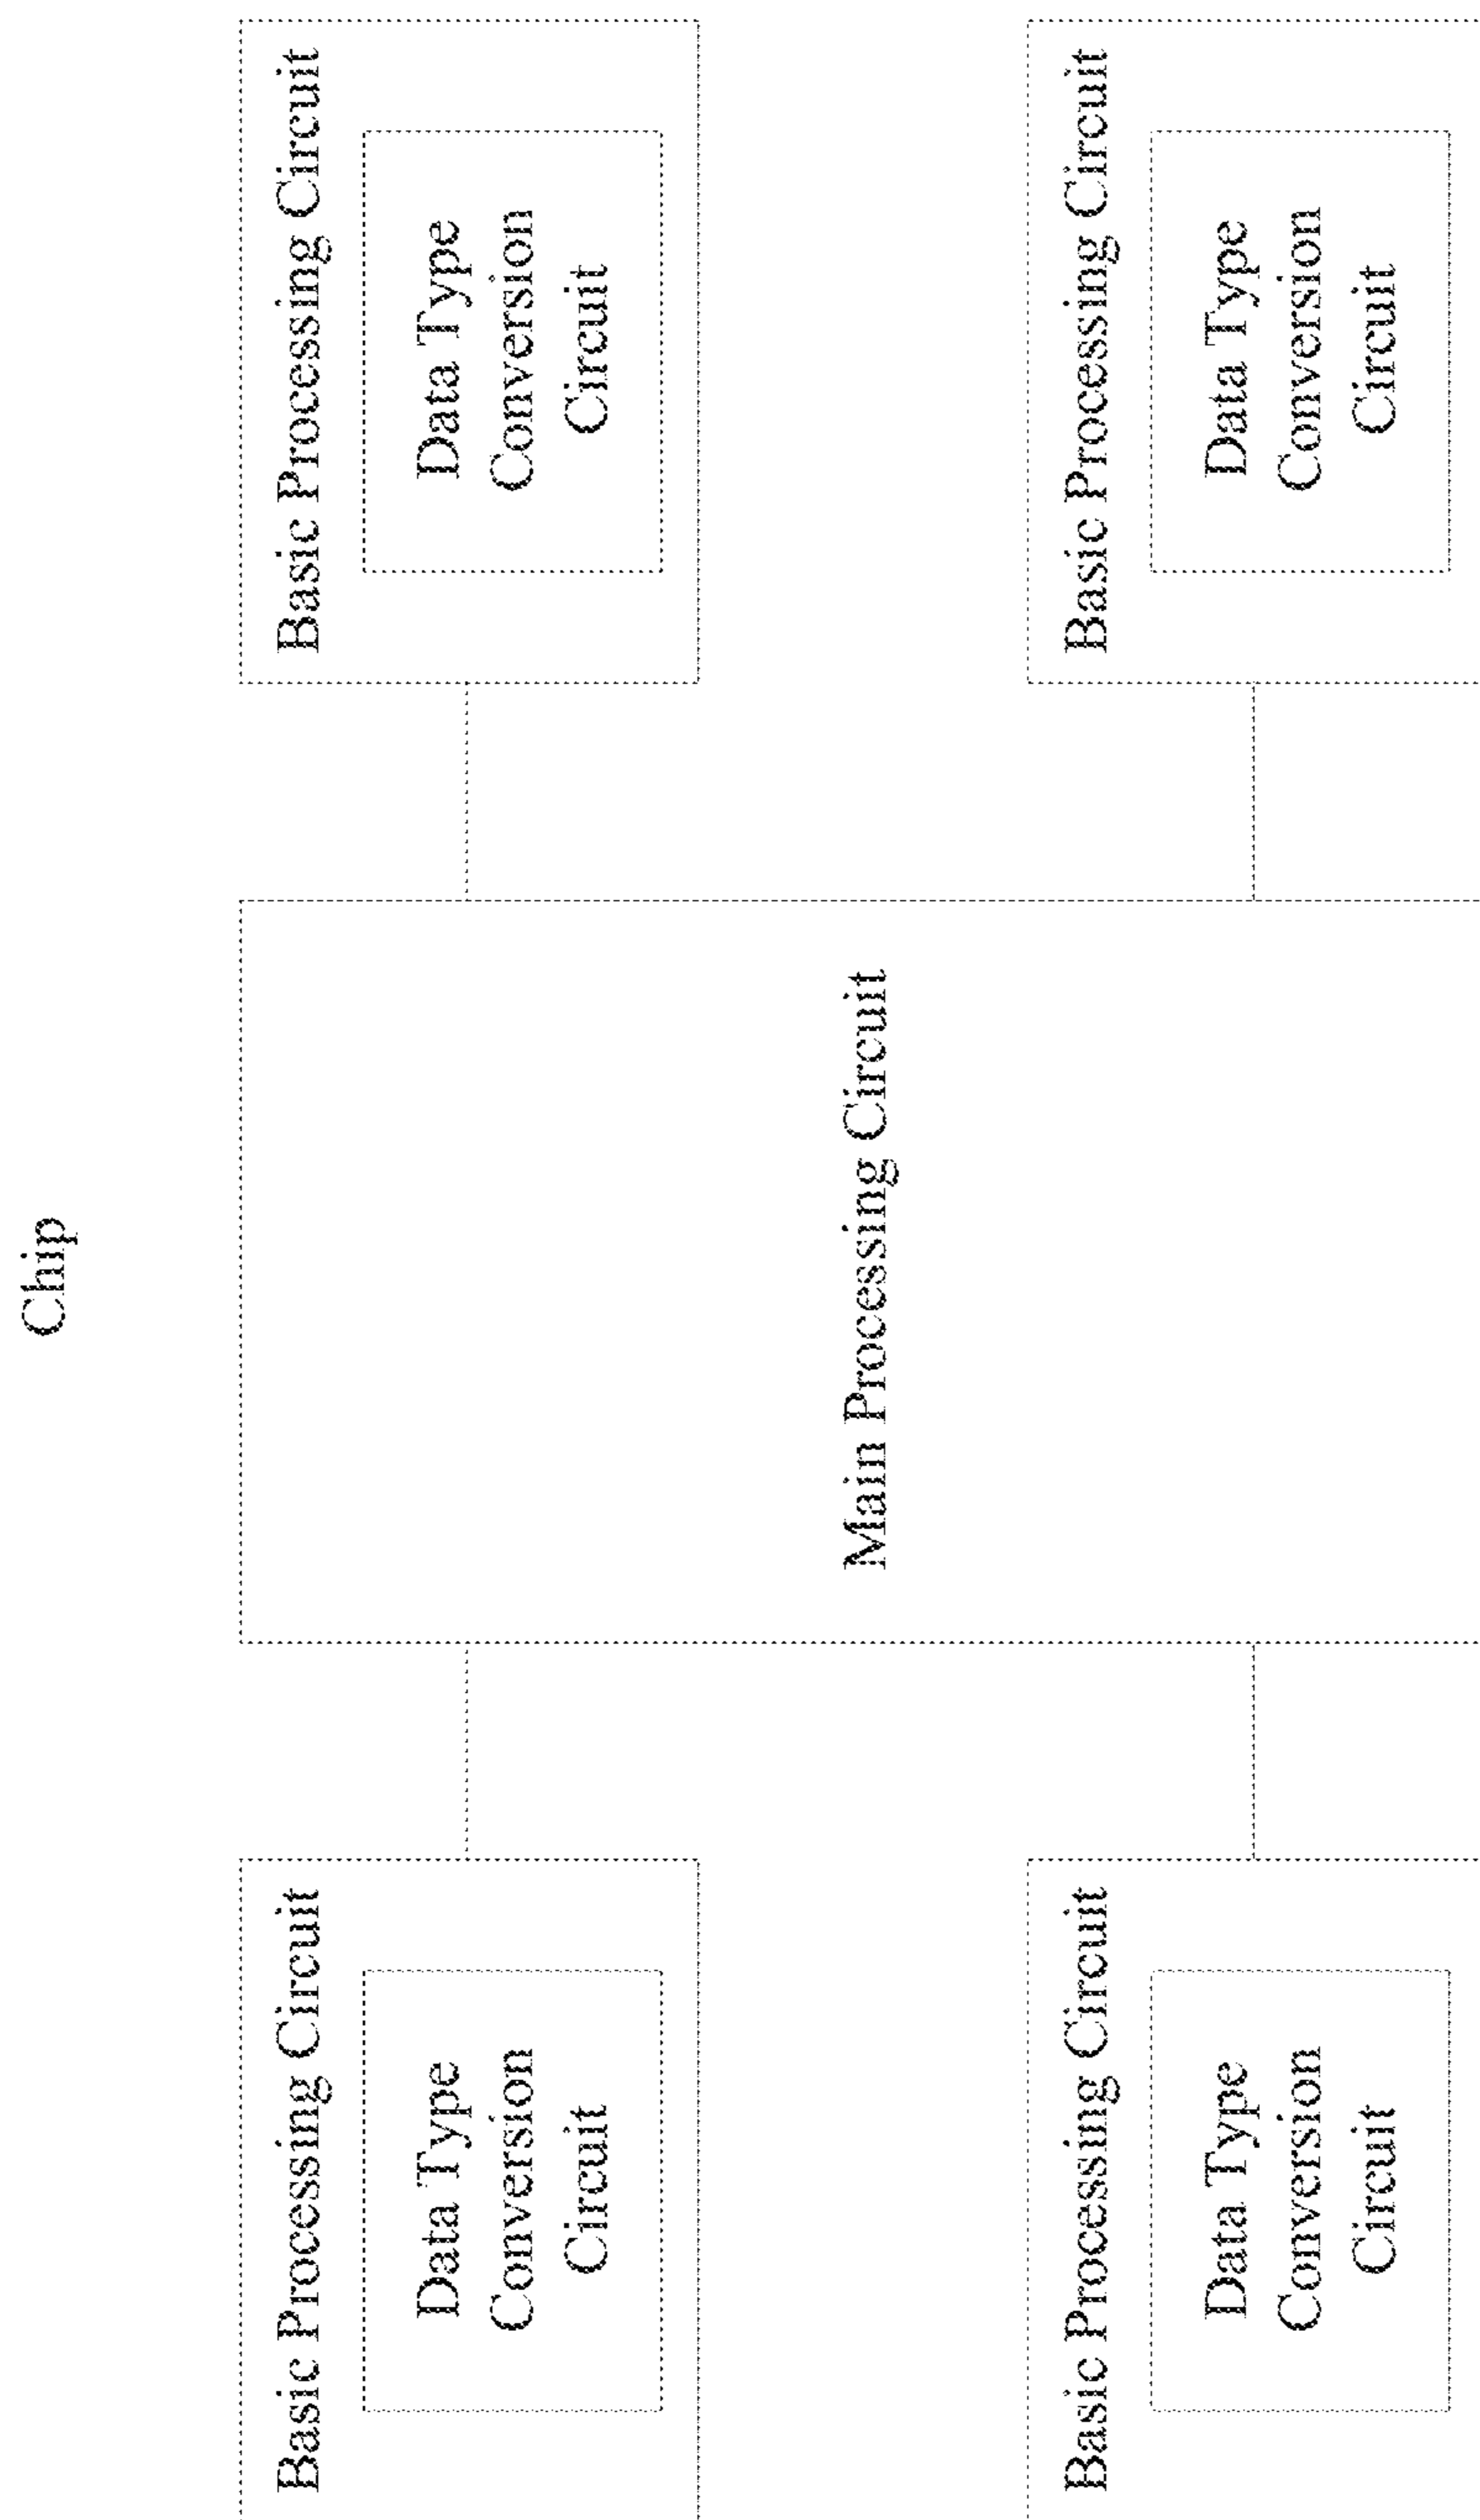 Chip
Basic Processing Circuit
Data Type
Conversion
Circuit
Main Processing Circuit
Basic Processing Circuit
Data Type
Conversion
Circuit
Basic Processing Circuit
Data Type
Conversion
Circuit
Basic Processing Circuit
Data Type
Conversion
Circuit